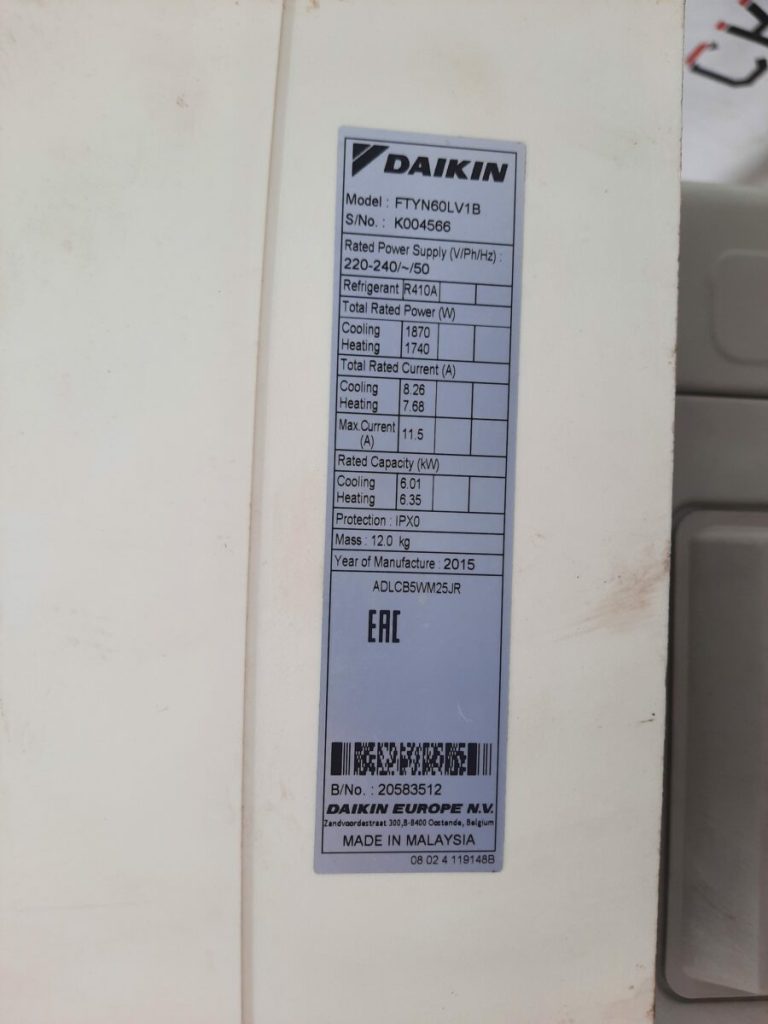 DAIKIN
Model : FTYN60LV1B
S/No. : K004566
Rated Power Supply (V/Ph/Hz) :
220-240/~/50
Refrigerant R410A
Total Rated Power (W)
Cooling 1870
Heating 1740
Total Rated Current (A)
Cooling 8.26
Heating 7.68
Max.Current (A) 11.5
Rated Capacity (kW)
Cooling 6.01
Heating 6.35
Protection : IPX0
Mass : 12.0 kg
Year of Manufacture : 2015
ADLCB5WM25JR
EAC
B/No. : 20583512
DAIKIN EUROPE N.V.
Zandvoordestraat 300,B-8400 Oostende, Belgium
MADE IN MALAYSIA
08 02 4 119148B